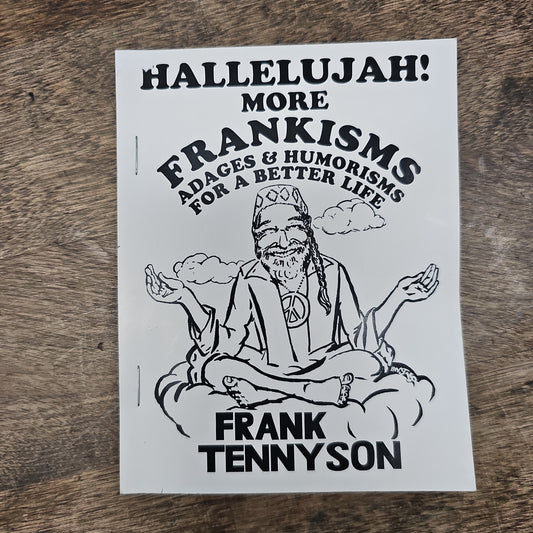 HALLELUJAH!
MORE
FRANKISMS
ADAGES & HUMORISMS
FOR A BETTER LIFE
FRANK
TENNYSON